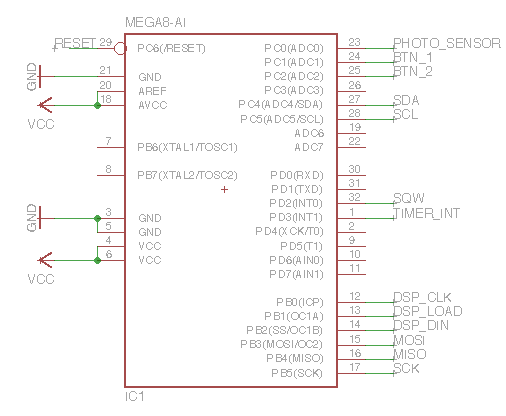 MEGA8-AI
RESET 29 PC6(/RESET) PC0(ADC0) 23 PHOTO_SENSOR
PC1(ADC1) 24 BTN_1
GND 21 GND PC2(ADC2) 25 BTN_2
20 AREF PC3(ADC3) 26
VCC 18 AVCC PC4(ADC4/SDA) 27 SDA
PC5(ADC5/SCL) 28 SCL
ADC6 19
7 PB6(XTAL1/TOSC1) ADC7 22
8 PB7(XTAL2/TOSC2) PD0(RXD) 30
PD1(TXD) 31
PD2(INT0) 32 SQW
GND 3 GND PD3(INT1) 1 TIMER_INT
5 GND PD4(XCK/T0) 2
4 VCC PD5(T1) 9
VCC 6 VCC PD6(AIN0) 10
PD7(AIN1) 11
PB0(ICP) 12 DSP_CLK
PB1(OC1A) 13 DSP_LOAD
PB2(SS/OC1B) 14 DSP_DIN
PB3(MOSI/OC2) 15 MOSI
PB4(MISO) 16 MISO
PB5(SCK) 17 SCK
IC1